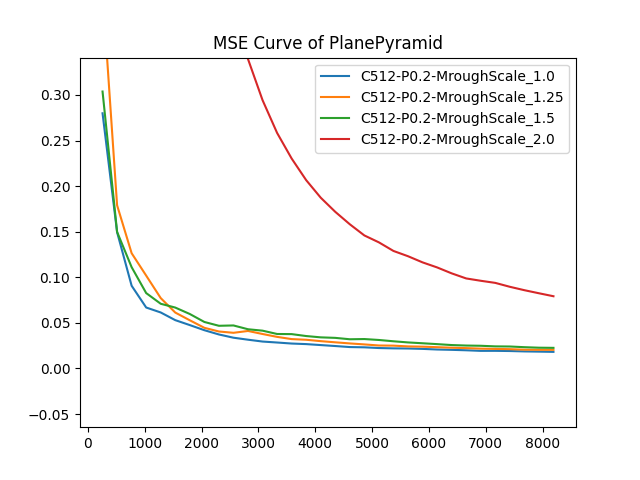 MSE Curve of PlanePyramid
C512-P0.2-MroughScale_1.0
C512-P0.2-MroughScale_1.25
C512-P0.2-MroughScale_1.5
C512-P0.2-MroughScale_2.0
0.30
0.25
0.20
0.15
0.10
0.05
0.00
−0.05
0 1000 2000 3000 4000 5000 6000 7000 8000